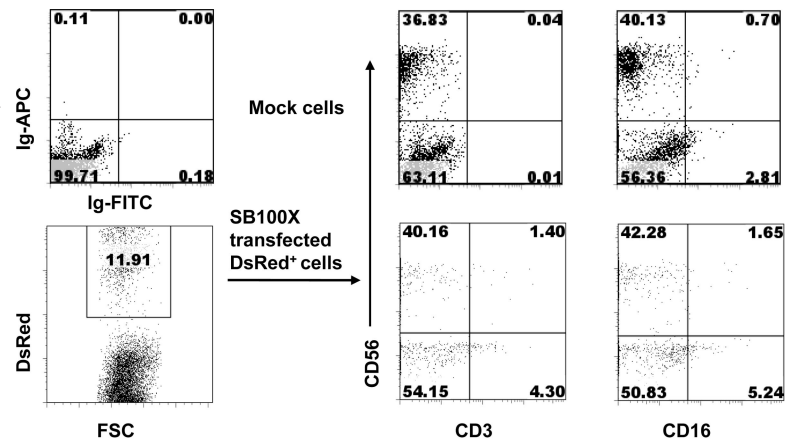 0.11 0.00
99.71 0.18
Ig-APC
Ig-FITC
Mock cells
36.83 0.04
63.11 0.01
40.13 0.70
56.36 2.81
11.91
DsRed
FSC
SB100X
transfected
DsRed⁺ cells
CD56
40.16 1.40
54.15 4.30
CD3
42.28 1.65
50.83 5.24
CD16